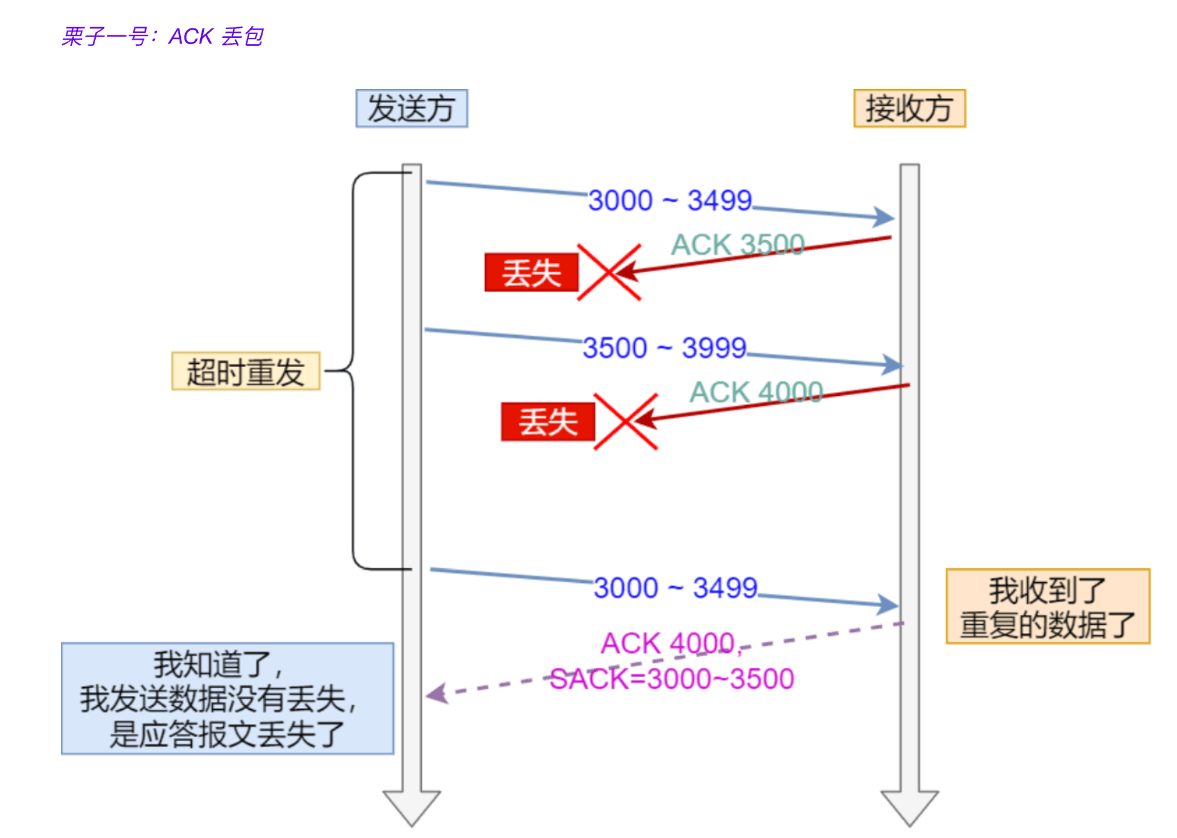 栗子一号：ACK 丢包
发送方
接收方
3000 ~ 3499
ACK 3500
丢失
3500 ~ 3999
超时重发
ACK 4000
丢失
3000 ~ 3499
我收到了
重复的数据了
ACK 4000,
SACK=3000~3500
我知道了，
我发送数据没有丢失，
是应答报文丢失了